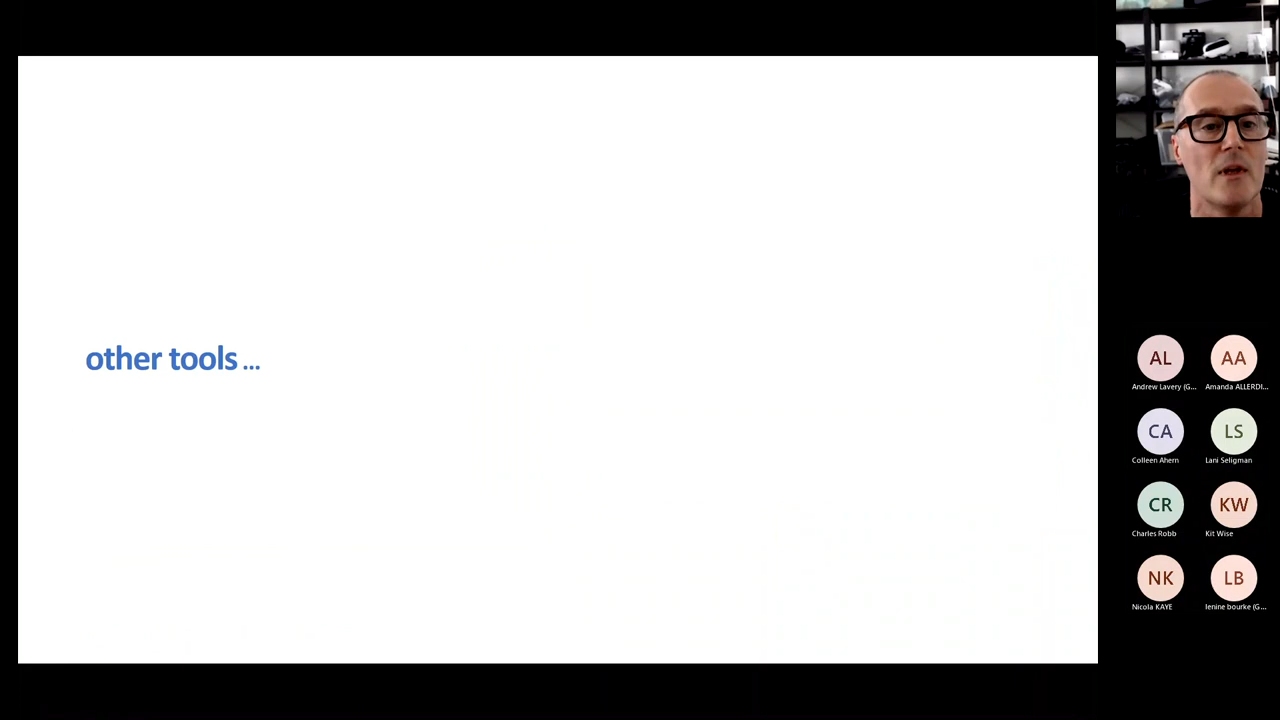 other tools ...
AL
AA
Andrew Lavery (G...
Amanda ALLERDI...
CA
LS
Colleen Ahern
Lani Seligman
CR
KW
Charles Robb
Kit Wise
NK
LB
Nicola KAYE
lenine bourke (G...